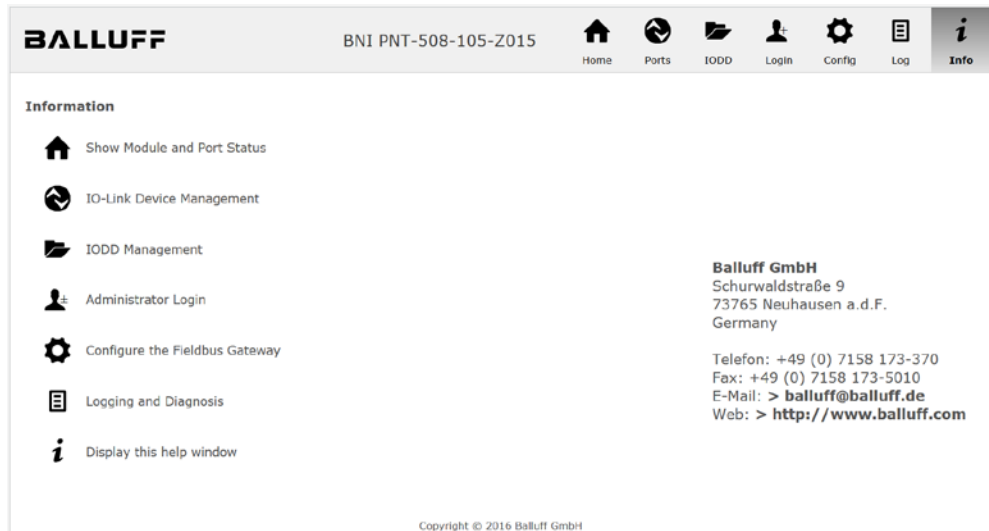 BALLUFF
BNI PNT-508-105-Z015
Home Ports IODD Login Config Log Info
Information
Show Module and Port Status
IO-Link Device Management
IODD Management
Administrator Login
Configure the Fieldbus Gateway
Logging and Diagnosis
Display this help window
Balluff GmbH
Schurwaldstraße 9
73765 Neuhausen a.d.F.
Germany
Telefon: +49 (0) 7158 173-370
Fax: +49 (0) 7158 173-5010
E-Mail: > balluff@balluff.de
Web: > http://www.balluff.com
Copyright © 2016 Balluff GmbH